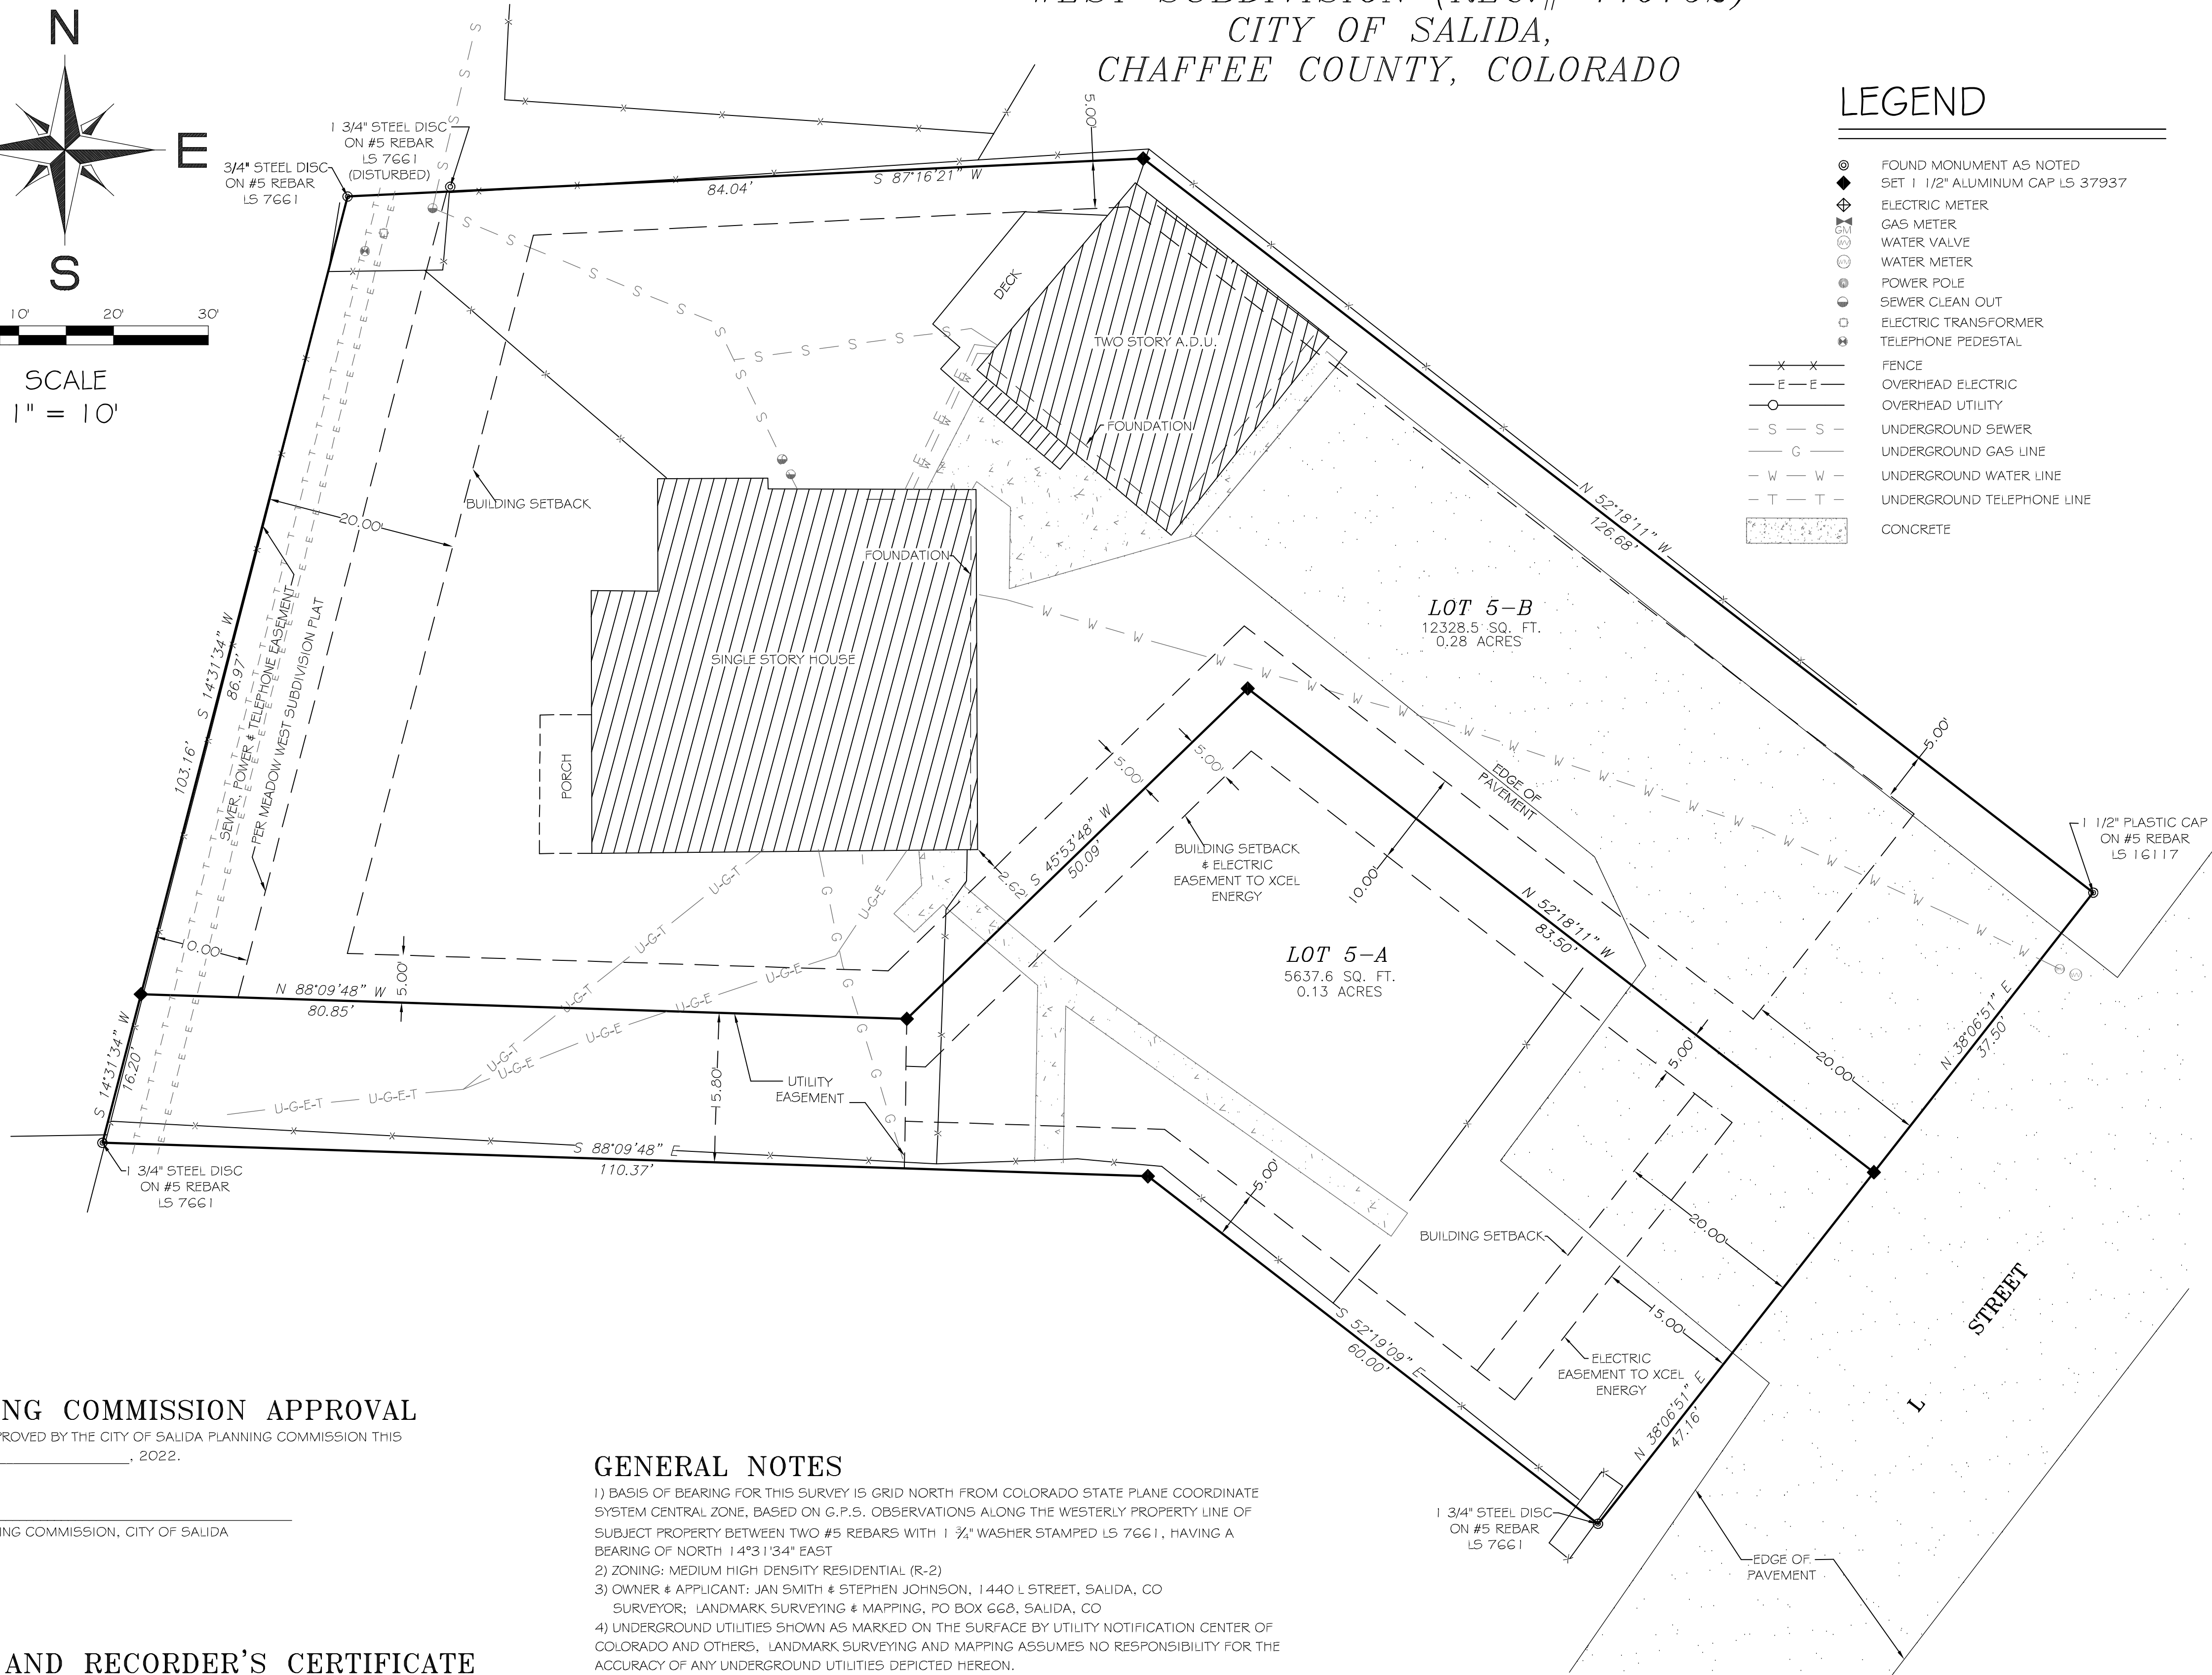 CITY OF SALIDA,
CHAFFEE COUNTY, COLORADO
N
E
S
10'
20'
30'
SCALE
1" = 10'
LEGEND
FOUND MONUMENT AS NOTED
SET 1 1/2" ALUMINUM CAP LS 37937
ELECTRIC METER
GM
GAS METER
WV
WATER VALVE
WM
WATER METER
POWER POLE
SEWER CLEAN OUT
ELECTRIC TRANSFORMER
TELEPHONE PEDESTAL
FENCE
E E
OVERHEAD ELECTRIC
OVERHEAD UTILITY
S S
UNDERGROUND SEWER
G
UNDERGROUND GAS LINE
W W
UNDERGROUND WATER LINE
T T
UNDERGROUND TELEPHONE LINE
CONCRETE
1 3/4" STEEL DISC
ON #5 REBAR
LS 7661
(DISTURBED)
3/4" STEEL DISC
ON #5 REBAR
LS 7661
84.04'
S 87°16'21" W
5.00'
DECK
TWO STORY A.D.U.
FOUNDATION
BUILDING SETBACK
20.00'
FOUNDATION
SINGLE STORY HOUSE
PORCH
S 14°31'34" W
86.97'
103.16'
SEWER, POWER & TELEPHONE EASEMENT
PER MEADOW WEST SUBDIVISION PLAT
N 52°18'11" W
126.68'
LOT 5-B
12328.5 SQ. FT.
0.28 ACRES
EDGE OF
PAVEMENT
5.00'
1 1/2" PLASTIC CAP
ON #5 REBAR
LS 16117
5.00'
5.00'
S 45°53'48" W
50.09'
2.62'
BUILDING SETBACK
& ELECTRIC
EASEMENT TO XCEL
ENERGY
10.00'
N 52°18'11" W
83.50'
LOT 5-A
5637.6 SQ. FT.
0.13 ACRES
N 38°06'51" E
37.50'
20.00'
10.00'
N 88°09'48" W
80.85'
5.00'
U-G-T
U-G-T
U-G-T
U-G-T
U-G-E
U-G-E
U-G-E
U-G-E
U-G-E
U-G-E-T
U-G-E-T
15.80'
UTILITY
EASEMENT
S 14°31'34" W
16.20'
S 88°09'48" E
110.37'
1 3/4" STEEL DISC
ON #5 REBAR
LS 7661
5.00'
5.00'
20.00'
15.00'
BUILDING SETBACK
ELECTRIC
EASEMENT TO XCEL
ENERGY
S 52°19'09" E
60.00'
N 38°06'51" E
47.16'
L STREET
1 3/4" STEEL DISC
ON #5 REBAR
LS 7661
EDGE OF
PAVEMENT
NG COMMISSION APPROVAL
PROVED BY THE CITY OF SALIDA PLANNING COMMISSION THIS
, 2022.
ING COMMISSION, CITY OF SALIDA
AND RECORDER'S CERTIFICATE
GENERAL NOTES
1) BASIS OF BEARING FOR THIS SURVEY IS GRID NORTH FROM COLORADO STATE PLANE COORDINATE
SYSTEM CENTRAL ZONE, BASED ON G.P.S. OBSERVATIONS ALONG THE WESTERLY PROPERTY LINE OF
SUBJECT PROPERTY BETWEEN TWO #5 REBARS WITH 1 ¾" WASHER STAMPED LS 7661, HAVING A
BEARING OF NORTH 14°31'34" EAST
2) ZONING: MEDIUM HIGH DENSITY RESIDENTIAL (R-2)
3) OWNER & APPLICANT: JAN SMITH & STEPHEN JOHNSON, 1440 L STREET, SALIDA, CO
SURVEYOR; LANDMARK SURVEYING & MAPPING, PO BOX 668, SALIDA, CO
4) UNDERGROUND UTILITIES SHOWN AS MARKED ON THE SURFACE BY UTILITY NOTIFICATION CENTER OF
COLORADO AND OTHERS, LANDMARK SURVEYING AND MAPPING ASSUMES NO RESPONSIBILITY FOR THE
ACCURACY OF ANY UNDERGROUND UTILITIES DEPICTED HEREON.